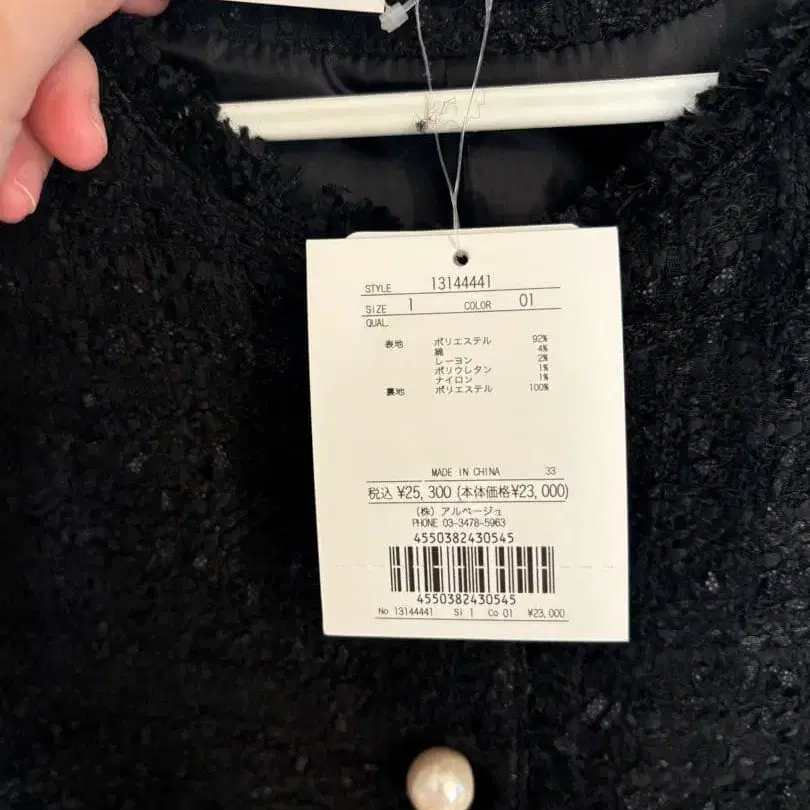 STYLE 13144441
SIZE 1 COLOR 01
QUAL
表地 ポリエステル 92%
綿 4%
レーヨン 2%
ポリウレタン 1%
ナイロン 1%
裏地 ポリエステル 100%
MADE IN CHINA 33
税込 ¥25,300 (本体価格¥23,000)
(株) アルページュ
PHONE 03-3478-5963
4550382430545
4550382430545
No 13144441 Si 1 Co 01 ¥23,000